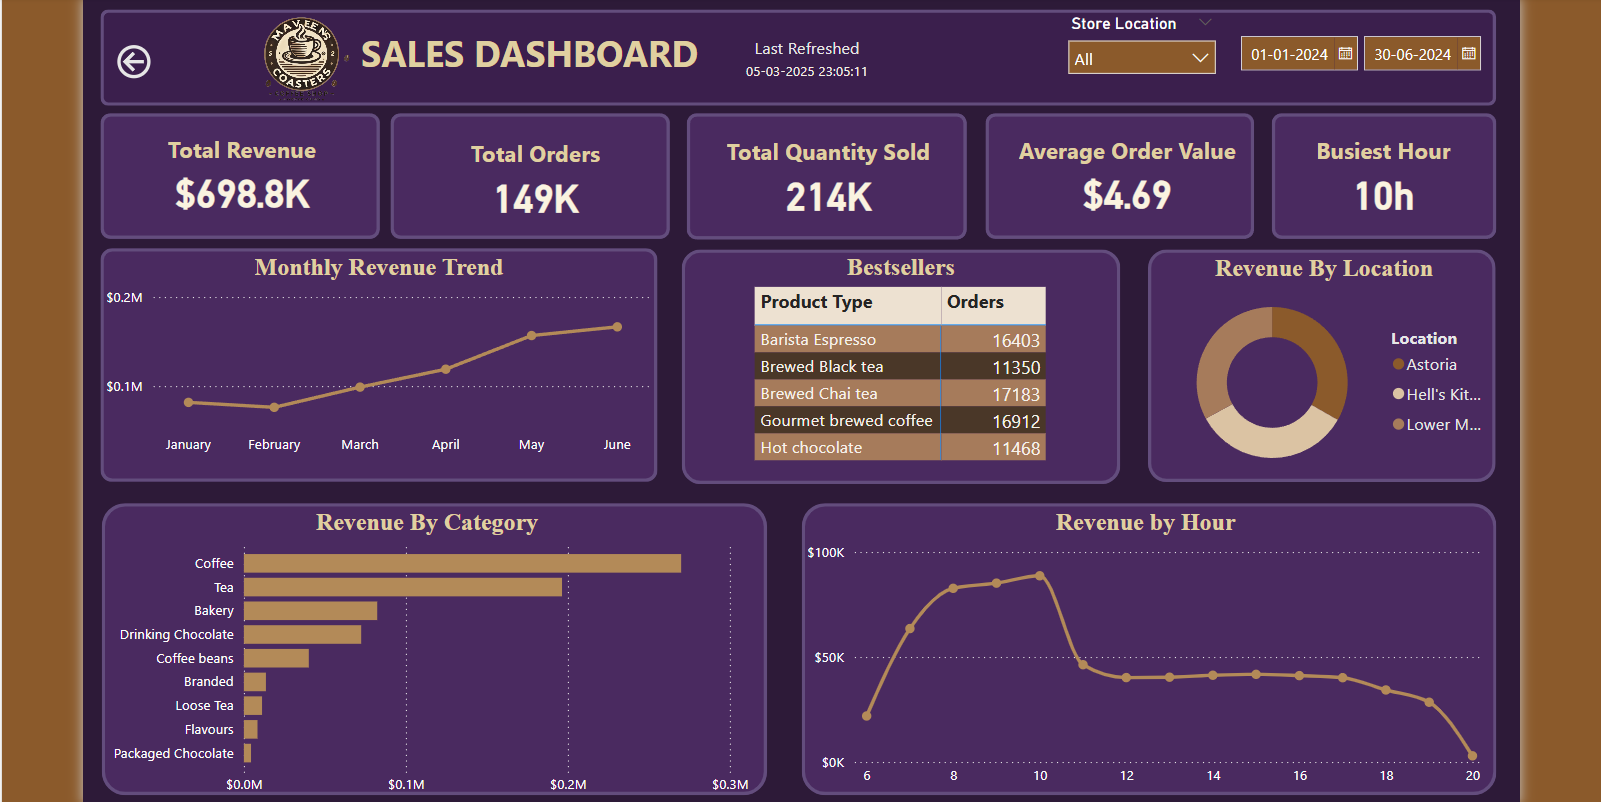 MAVEENS
COASTERS
SALES DASHBOARD
Last Refreshed
05-03-2025 23:05:11
Store Location
All
01-01-2024
30-06-2024
Total Revenue
$698.8K
Total Orders
149K
Total Quantity Sold
214K
Average Order Value
$4.69
Busiest Hour
10h
Monthly Revenue Trend
$0.2M
$0.1M
January February March April May June
Bestsellers
Product Type Orders
Barista Espresso 16403
Brewed Black tea 11350
Brewed Chai tea 17183
Gourmet brewed coffee 16912
Hot chocolate 11468
Revenue By Location
Location
Astoria
Hell's Kit...
Lower M...
Revenue By Category
Coffee
Tea
Bakery
Drinking Chocolate
Coffee beans
Branded
Loose Tea
Flavours
Packaged Chocolate
$0.0M $0.1M $0.2M $0.3M
Revenue by Hour
$100K
$50K
$0K
6 8 10 12 14 16 18 20